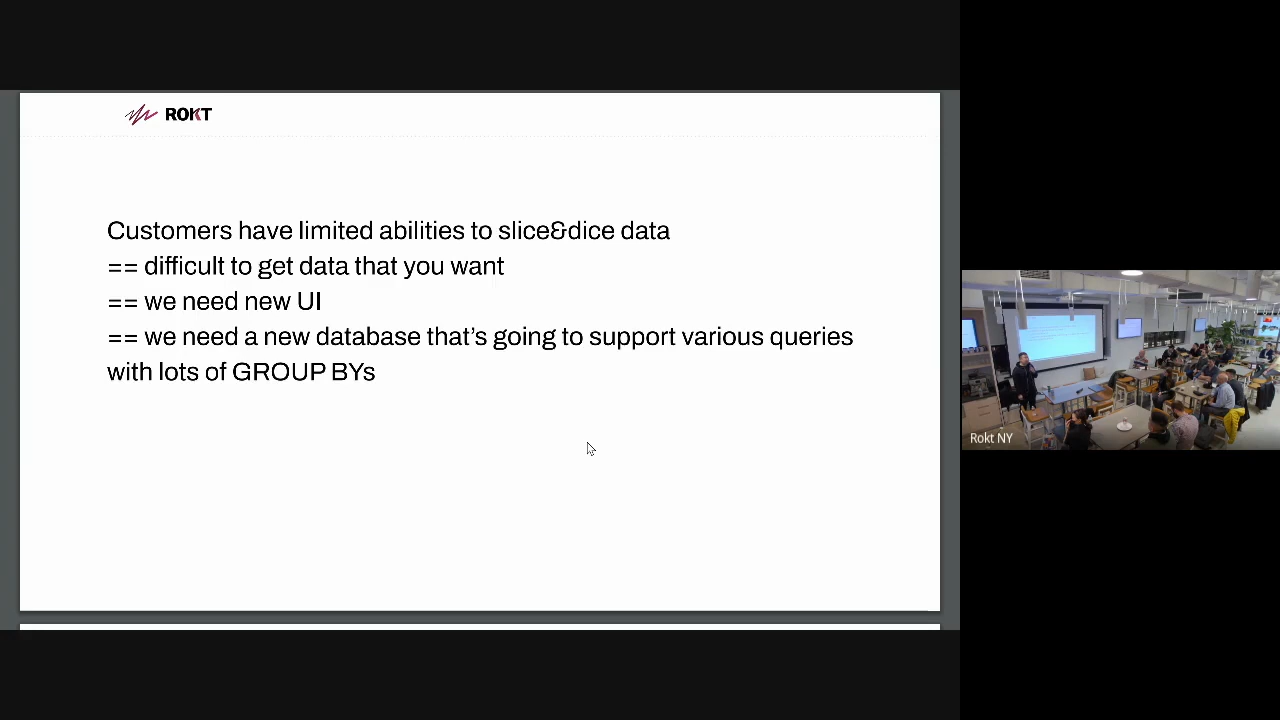 ROKT
Customers have limited abilities to slice&dice data
== difficult to get data that you want
== we need new UI
== we need a new database that’s going to support various queries
with lots of GROUP BYs
Rokt NY